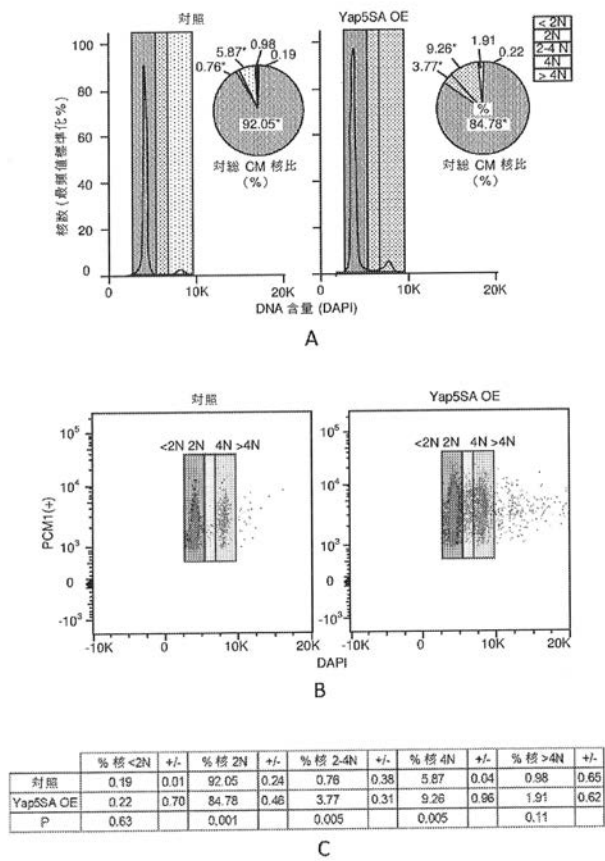 対照
Yap5SA OE
< 2N
2N
2-4 N
4N
> 4N
核数 (最頻値標準化%)
100
80
60
40
20
0
0.76*
5.87*
0.98
0.19
92.05*
対総 CM 核比
(%)
3.77*
9.26*
1.91
0.22
%
84.78*
対総 CM 核比
(%)
0 10K 20K
0 10K 20K
DNA 含量 (DAPI)
A
対照
Yap5SA OE
PCM1(+)
10⁵
10⁴
10³
0
-10³
<2N 2N 4N >4N
10⁵
10⁴
10³
0
-10³
<2N 2N 4N >4N
-10K 0 10K 20K
-10K 0 10K 20K
DAPI
B
% 核 <2N +/- % 核 2N +/- % 核 2-4N +/- % 核 4N +/- % 核 >4N +/-
対照 0.19 0.01 92.05 0.24 0.76 0.38 5.87 0.04 0.98 0.65
Yap5SA OE 0.22 0.70 84.78 0.46 3.77 0.31 9.26 0.96 1.91 0.62
P 0.63 0.001 0.005 0.005 0.11
C